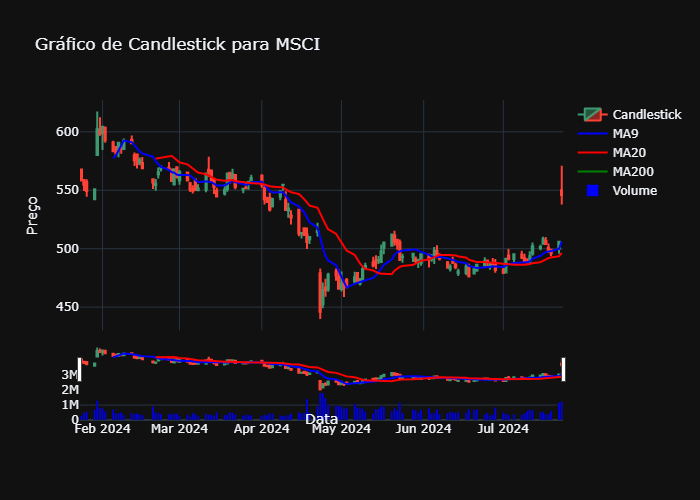 Gráfico de Candlestick para MSCI
600
550
500
450
Preço
Candlestick
MA9
MA20
MA200
Volume
3M
2M
1M
0
Feb 2024
Mar 2024
Apr 2024
May 2024
Jun 2024
Jul 2024
Data